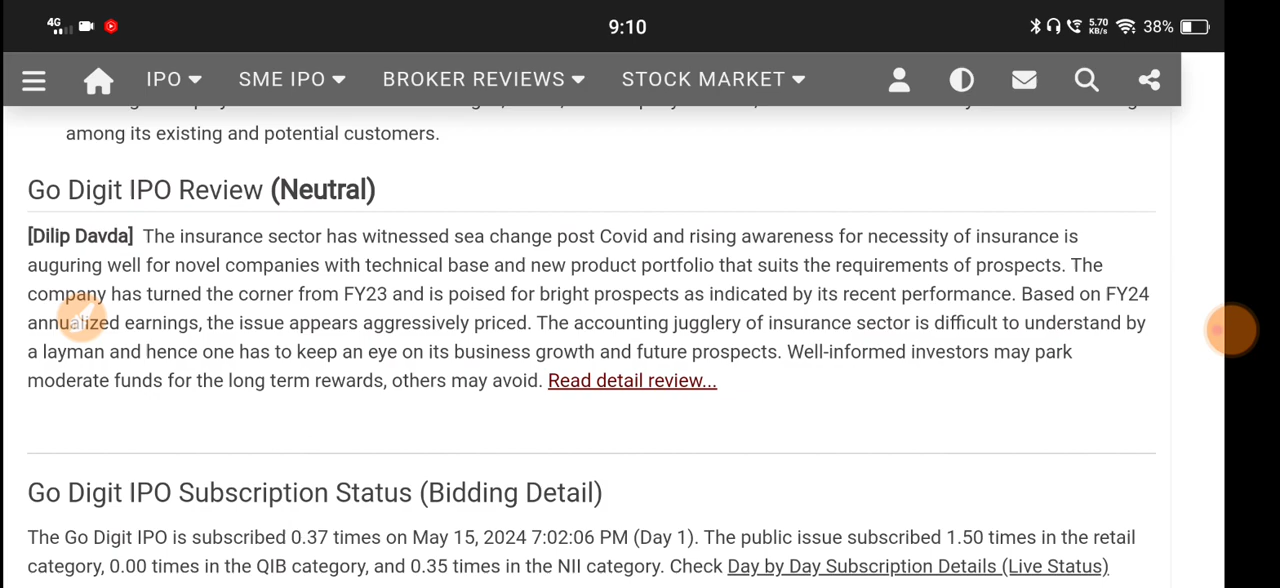 4G 9:10 5.70 KB/s 38%
IPO SME IPO BROKER REVIEWS STOCK MARKET
among its existing and potential customers.
Go Digit IPO Review (Neutral)
[Dilip Davda] The insurance sector has witnessed sea change post Covid and rising awareness for necessity of insurance is
auguring well for novel companies with technical base and new product portfolio that suits the requirements of prospects. The
company has turned the corner from FY23 and is poised for bright prospects as indicated by its recent performance. Based on FY24
annualized earnings, the issue appears aggressively priced. The accounting jugglery of insurance sector is difficult to understand by
a layman and hence one has to keep an eye on its business growth and future prospects. Well-informed investors may park
moderate funds for the long term rewards, others may avoid. Read detail review...
Go Digit IPO Subscription Status (Bidding Detail)
The Go Digit IPO is subscribed 0.37 times on May 15, 2024 7:02:06 PM (Day 1). The public issue subscribed 1.50 times in the retail
category, 0.00 times in the QIB category, and 0.35 times in the NII category. Check Day by Day Subscription Details (Live Status)